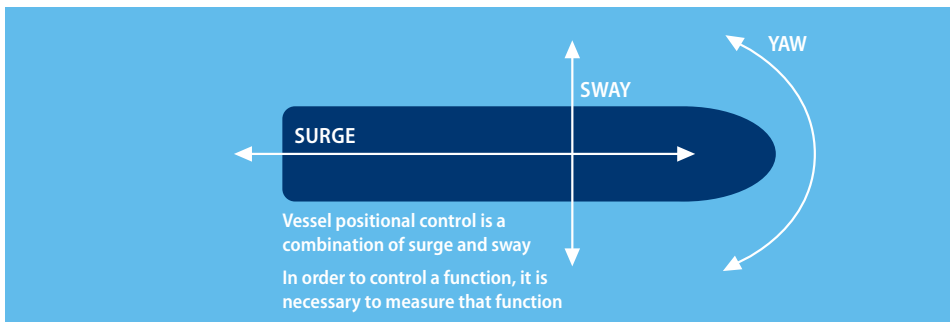 YAW
SWAY
SURGE
Vessel positional control is a
combination of surge and sway
In order to control a function, it is
necessary to measure that function